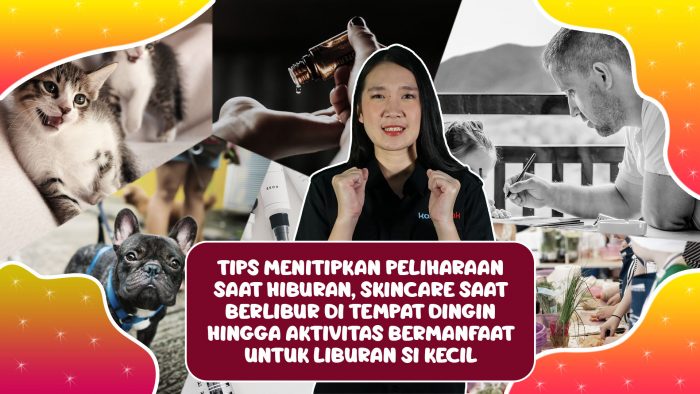 TIPS MENITIPKAN PELIHARAAN
SAAT HIBURAN, SKINCARE SAAT
BERLIBUR DI TEMPAT DINGIN
HINGGA AKTIVITAS BERMANFAAT
UNTUK LIBURAN SI KECIL